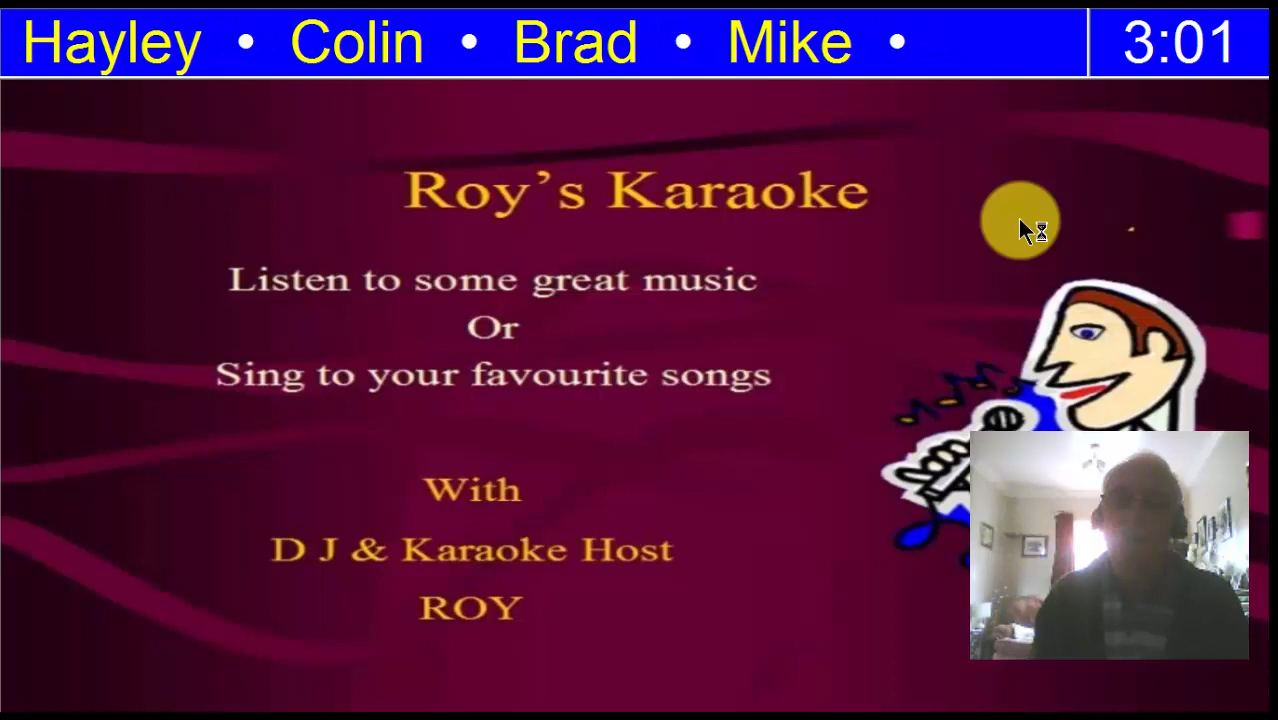 Hayley • Colin • Brad • Mike • 3:01
Roy's Karaoke
Listen to some great music
Or
Sing to your favourite songs
With
D J & Karaoke Host
ROY